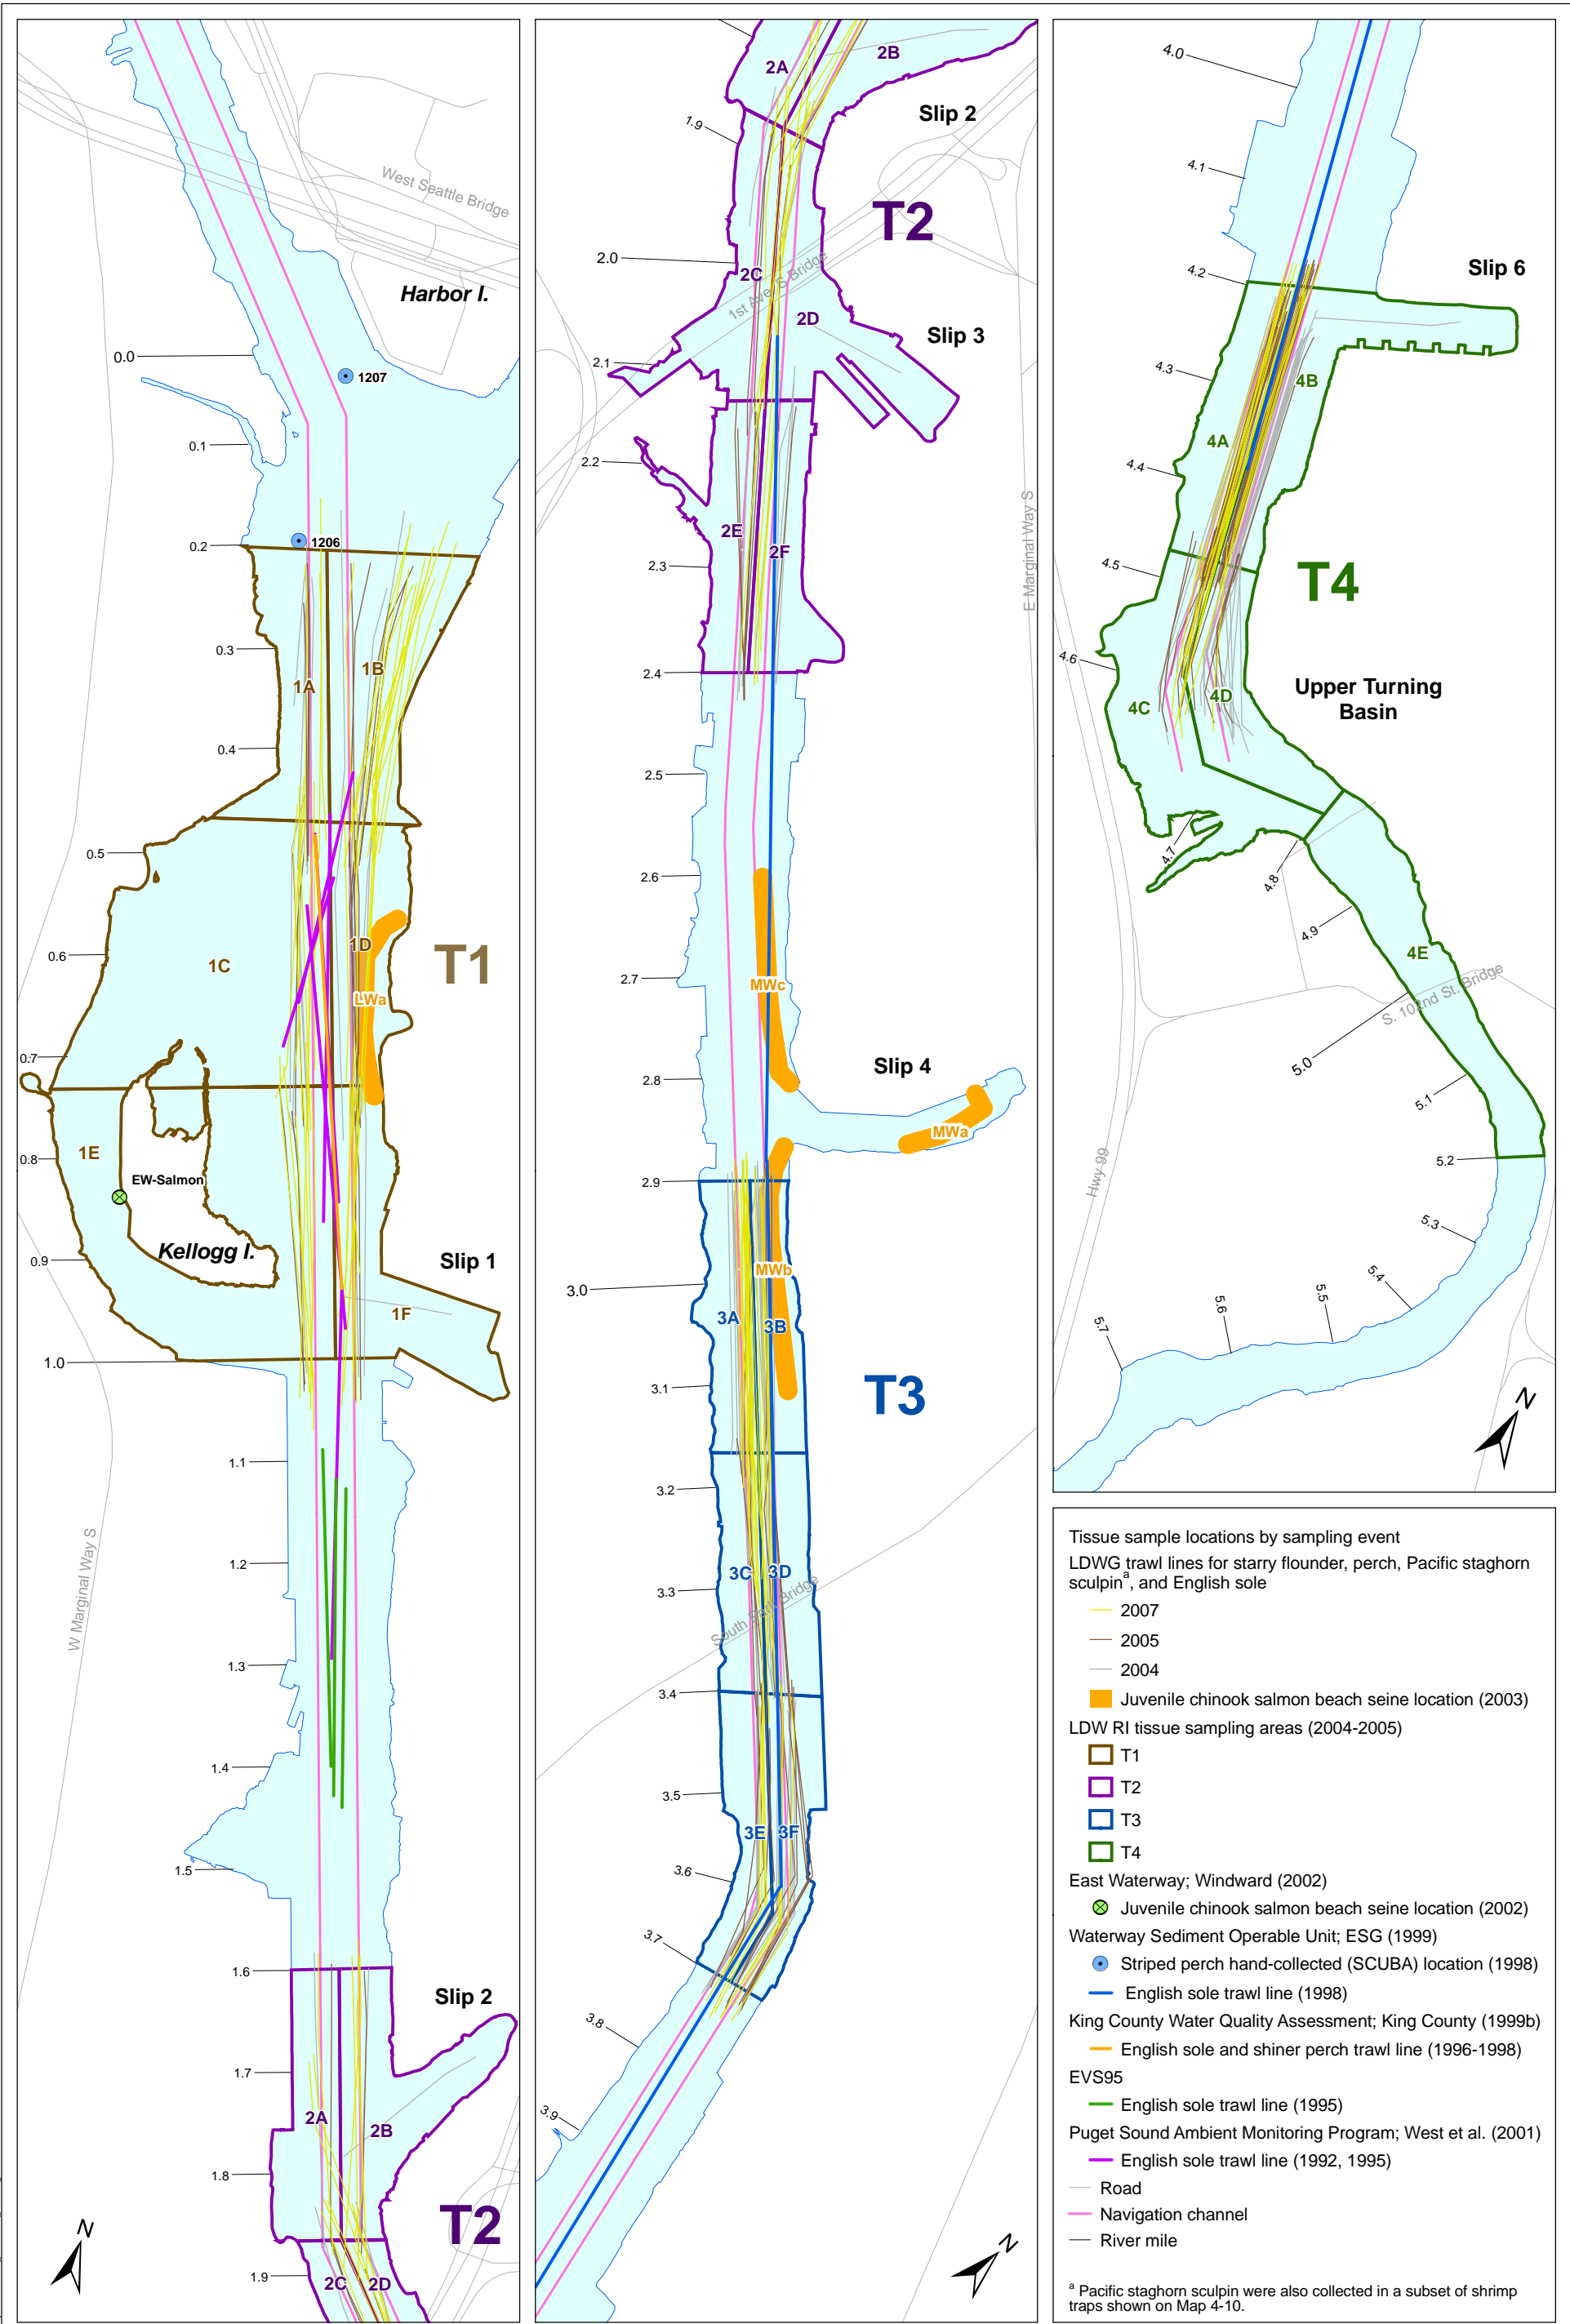 West Seattle Bridge
Harbor I.
0.0
1207
0.1
0.2
1206
0.3
1A
1B
0.4
0.5
0.6
1C
1D
T1
LWa
0.7
0.8
1E
EW-Salmon
Kellogg I.
0.9
Slip 1
1F
1.0
1.1
1.2
W Marginal Way S
1.3
1.4
1.5
1.6
Slip 2
1.7
2A
2B
1.8
T2
1.9
2C
2D
N
2A
2B
Slip 2
1.9
T2
2.0
2C
1st Ave. S Bridge
2D
Slip 3
2.1
2.2
2E
2F
2.3
E Marginal Way S
2.4
2.5
2.6
2.7
MWc
Slip 4
2.8
MWa
2.9
MWb
3.0
3A
3B
3.1
T3
3.2
3C
3D
3.3
South Park Bridge
3.4
3.5
3E
3F
3.6
3.7
3.8
3.9
N
4.0
4.1
4.2
Slip 6
4.3
4B
4A
4.4
4.5
T4
4.6
4C
4D
Upper Turning
Basin
4.7
4.8
4.9
4E
S. 102nd St. Bridge
5.0
5.1
5.2
Hwy 99
5.3
5.4
5.5
5.6
5.7
N
Tissue sample locations by sampling event
LDWG trawl lines for starry flounder, perch, Pacific staghorn
sculpina, and English sole
2007
2005
2004
Juvenile chinook salmon beach seine location (2003)
LDW RI tissue sampling areas (2004-2005)
T1
T2
T3
T4
East Waterway; Windward (2002)
Juvenile chinook salmon beach seine location (2002)
Waterway Sediment Operable Unit; ESG (1999)
Striped perch hand-collected (SCUBA) location (1998)
English sole trawl line (1998)
King County Water Quality Assessment; King County (1999b)
English sole and shiner perch trawl line (1996-1998)
EVS95
English sole trawl line (1995)
Puget Sound Ambient Monitoring Program; West et al. (2001)
English sole trawl line (1992, 1995)
Road
Navigation channel
River mile
a Pacific staghorn sculpin were also collected in a subset of shrimp
traps shown on Map 4-10.